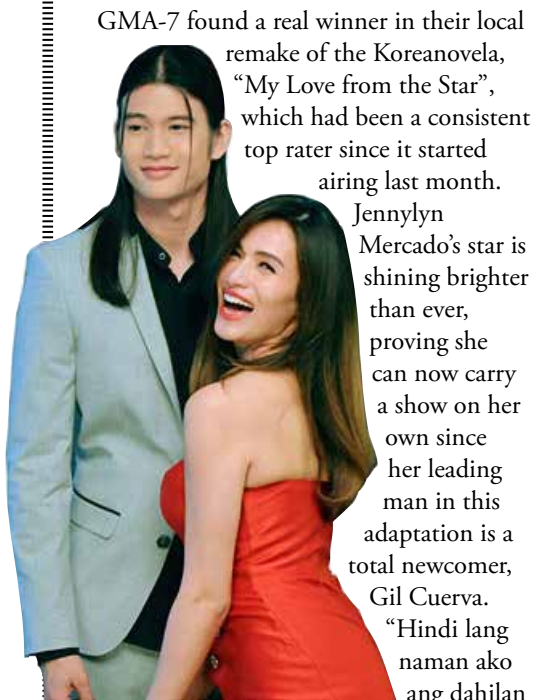 GMA-7 found a real winner in their local
remake of the Koreanovela,
“My Love from the Star”,
which had been a consistent
top rater since it started
airing last month.
Jennylyn
Mercado’s star is
shining brighter
than ever,
proving she
can now carry
a show on her
own since
her leading
man in this
adaptation is a
total newcomer,
Gil Cuerva.
“Hindi lang
naman ako
ang dahilan